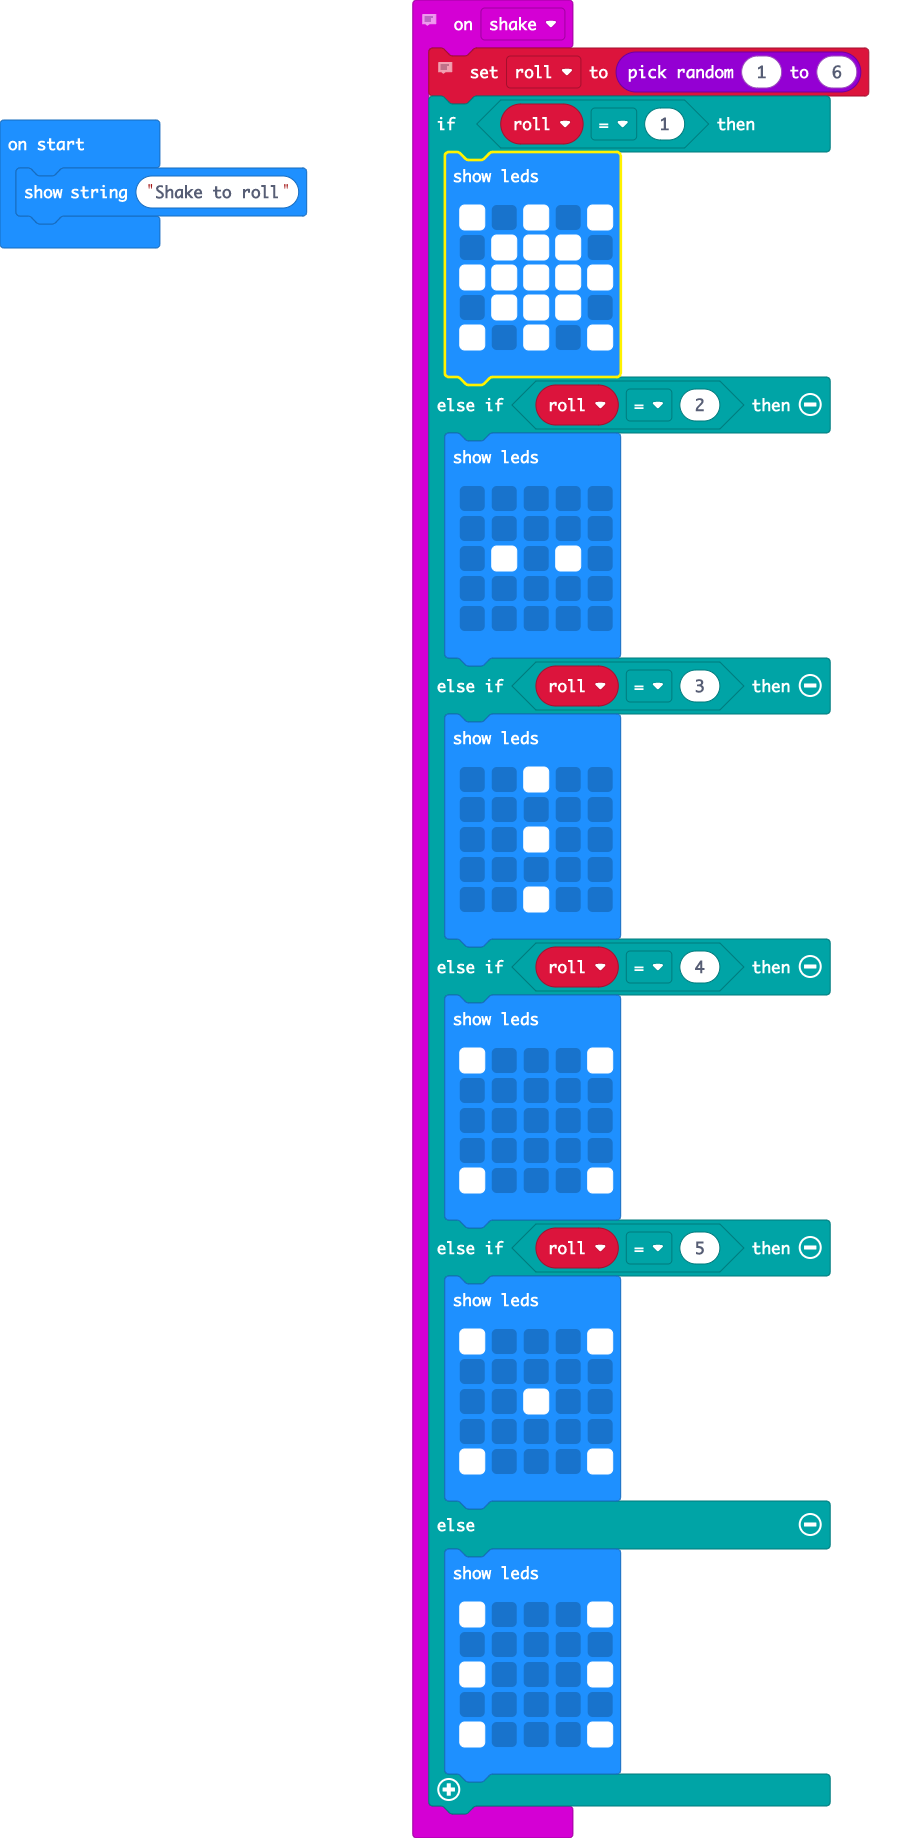 on shake
set roll to pick random 1 to 6
if roll = 1 then
on start
show string "Shake to roll"
show leds
else if roll = 2 then
show leds
else if roll = 3 then
show leds
else if roll = 4 then
show leds
else if roll = 5 then
show leds
else
show leds